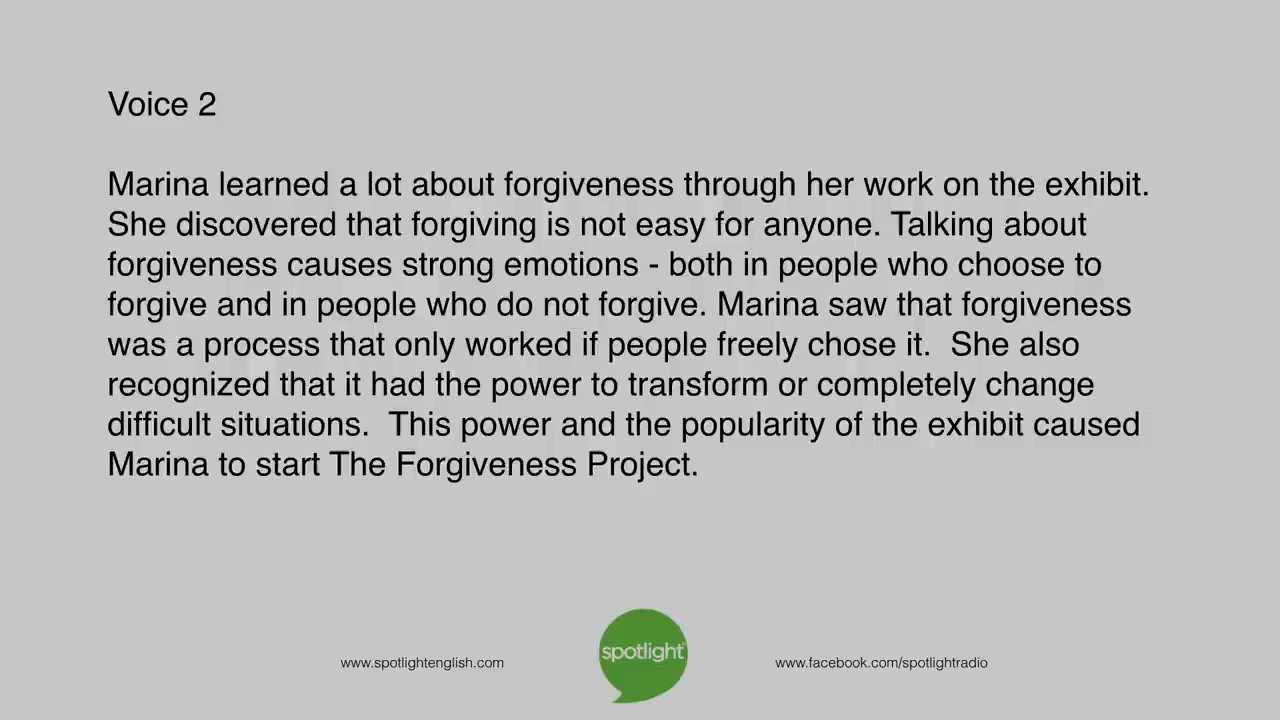 Voice 2
Marina learned a lot about forgiveness through her work on the exhibit.
She discovered that forgiving is not easy for anyone. Talking about
forgiveness causes strong emotions - both in people who choose to
forgive and in people who do not forgive. Marina saw that forgiveness
was a process that only worked if people freely chose it.  She also
recognized that it had the power to transform or completely change
difficult situations.  This power and the popularity of the exhibit caused
Marina to start The Forgiveness Project.
www.spotlightenglish.com
spotlight
www.facebook.com/spotlightradio